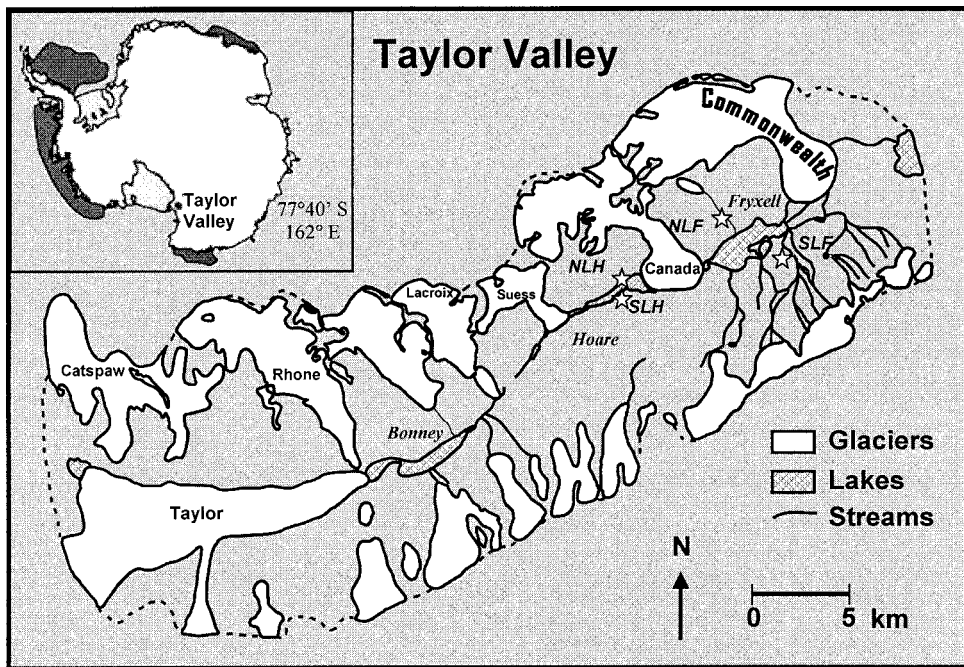 Taylor Valley
Taylor
Valley
77°40' S
162° E
Commonwealth
Fryxell
NLF
SLF
NLH
Canada
Lacroix
Suess
SLH
Hoare
Catspaw
Rhone
Bonney
Taylor
Glaciers
Lakes
Streams
N
0 5 km